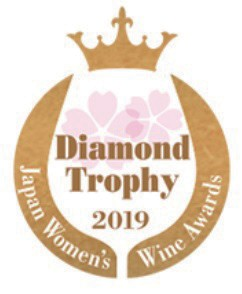 Diamond
Trophy
2019
Japan Women's
Wine Awards